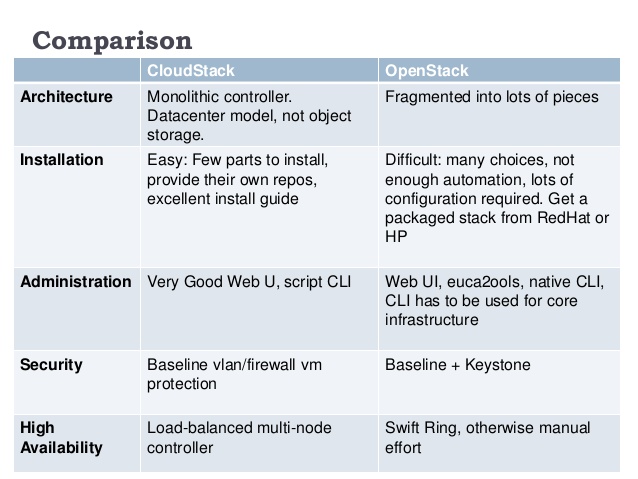 Comparison
CloudStack
OpenStack
Architecture
Monolithic controller.
Datacenter model, not object
storage.
Fragmented into lots of pieces
Installation
Easy: Few parts to install,
provide their own repos,
excellent install guide
Difficult: many choices, not
enough automation, lots of
configuration required. Get a
packaged stack from RedHat or
HP
Administration
Very Good Web U, script CLI
Web UI, euca2ools, native CLI,
CLI has to be used for core
infrastructure
Security
Baseline vlan/firewall vm
protection
Baseline + Keystone
High
Availability
Load-balanced multi-node
controller
Swift Ring, otherwise manual
effort